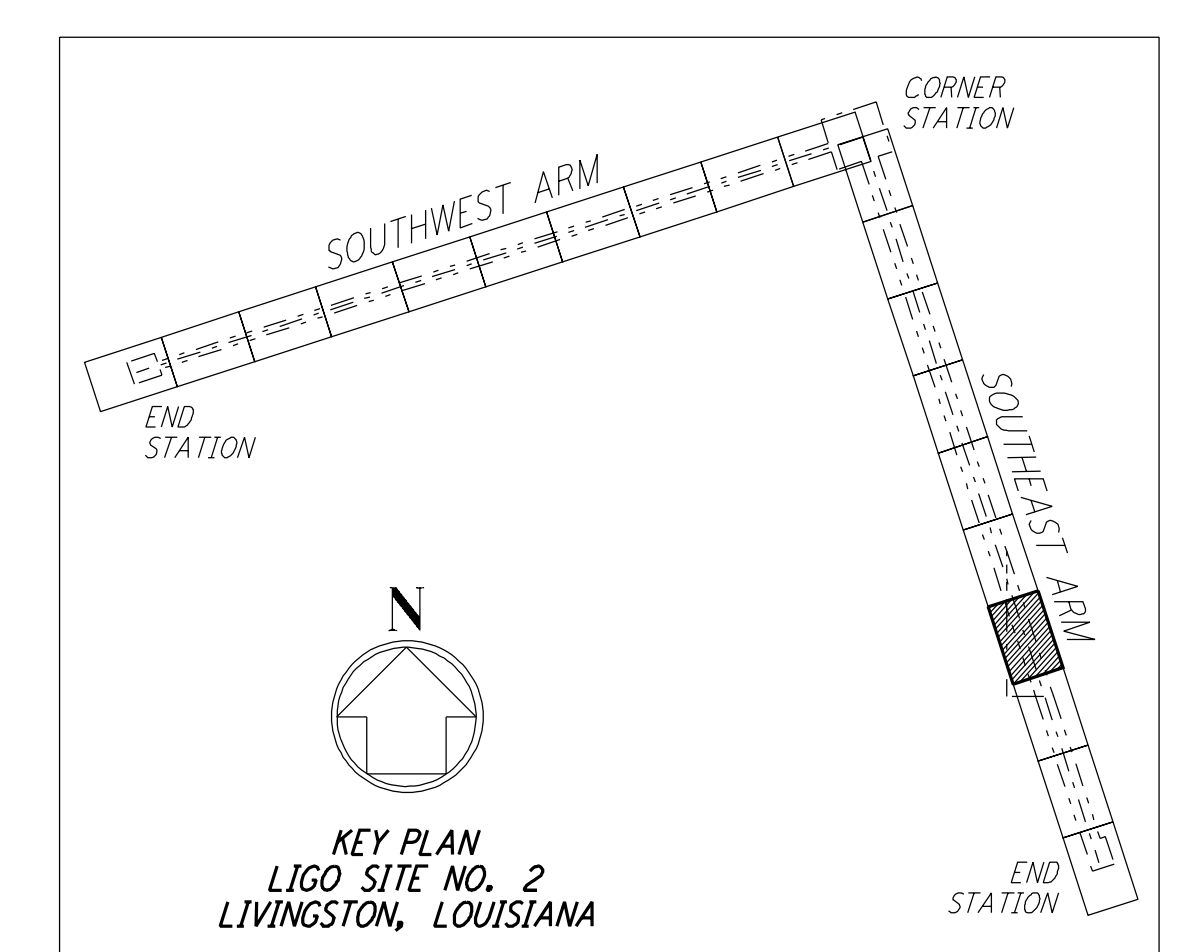 CORNER
STATION
SOUTHWEST ARM
END
STATION
SOUTHEAST ARM
N
KEY PLAN
LIGO SITE NO. 2
LIVINGSTON, LOUISIANA
END
STATION